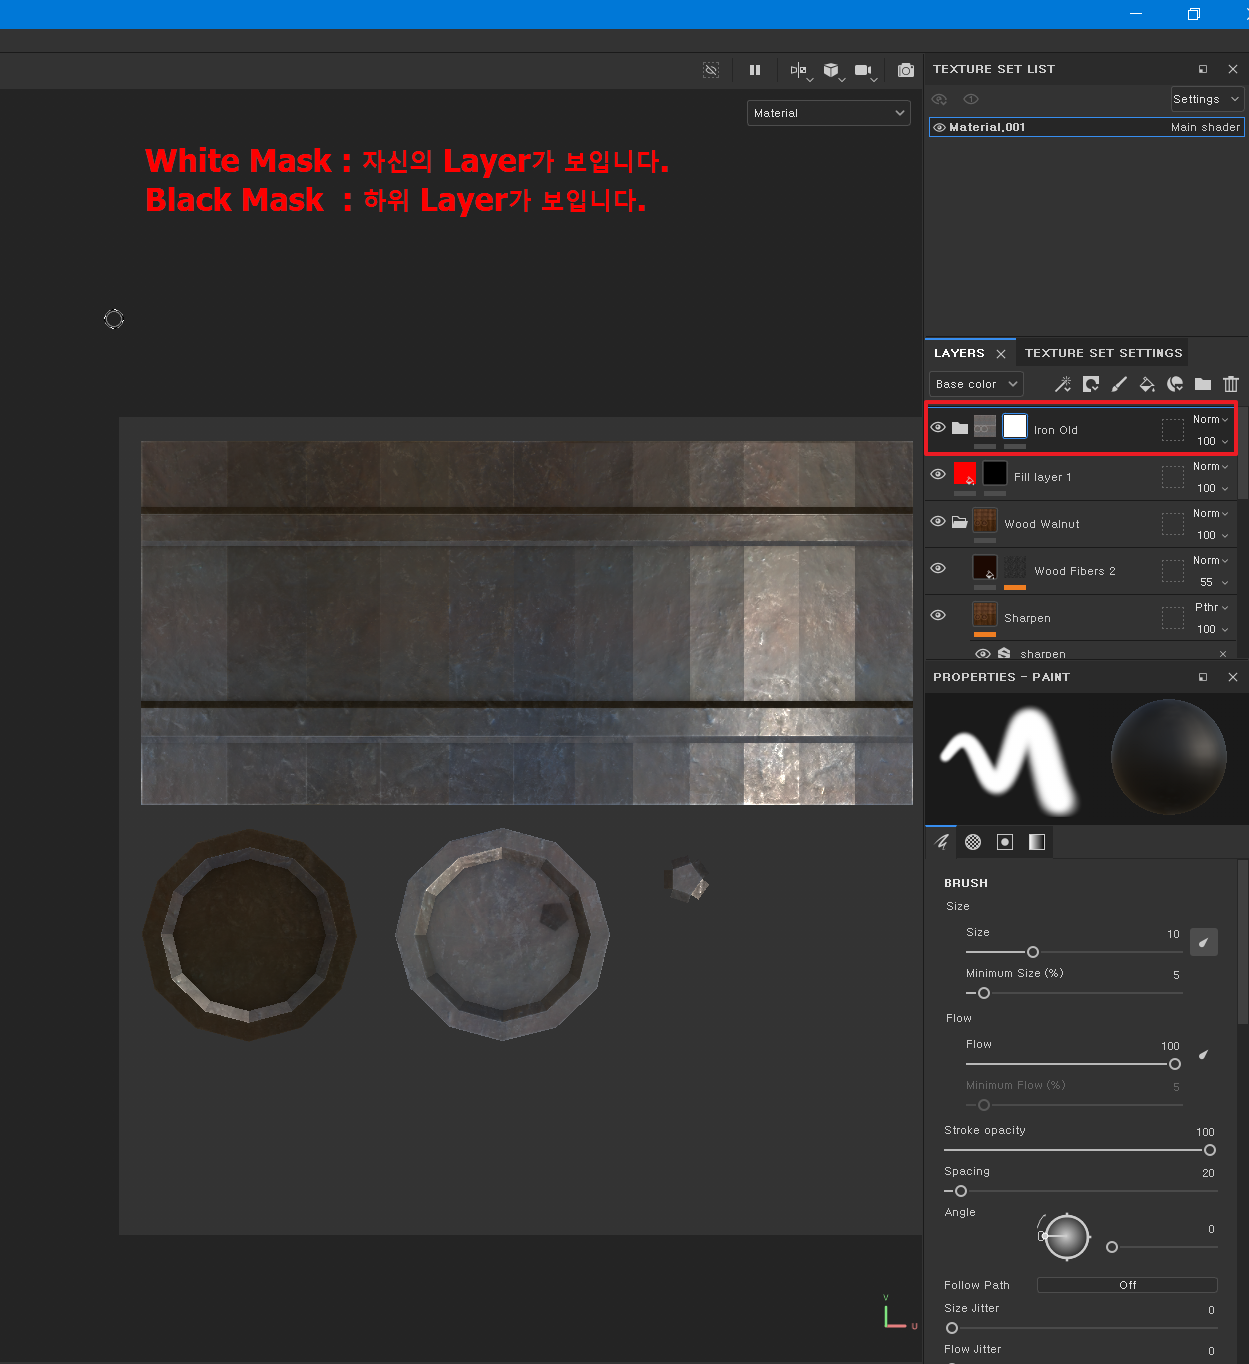 TEXTURE SET LIST
Settings
Material
Material.001
Main shader
White Mask : 자신의 Layer가 보입니다.
Black Mask : 하위 Layer가 보입니다.
LAYERS
TEXTURE SET SETTINGS
Base color
Iron Old
Norm
100
Fill layer 1
Norm
100
Wood Walnut
Norm
100
Wood Fibers 2
Norm
55
Sharpen
Pthr
100
sharpen
PROPERTIES - PAINT
BRUSH
Size
Size
10
Minimum Size (%)
5
Flow
Flow
100
Minimum Flow (%)
5
Stroke opacity
100
Spacing
20
Angle
0
Follow Path
Off
Size Jitter
0
Flow Jitter
0
V
U